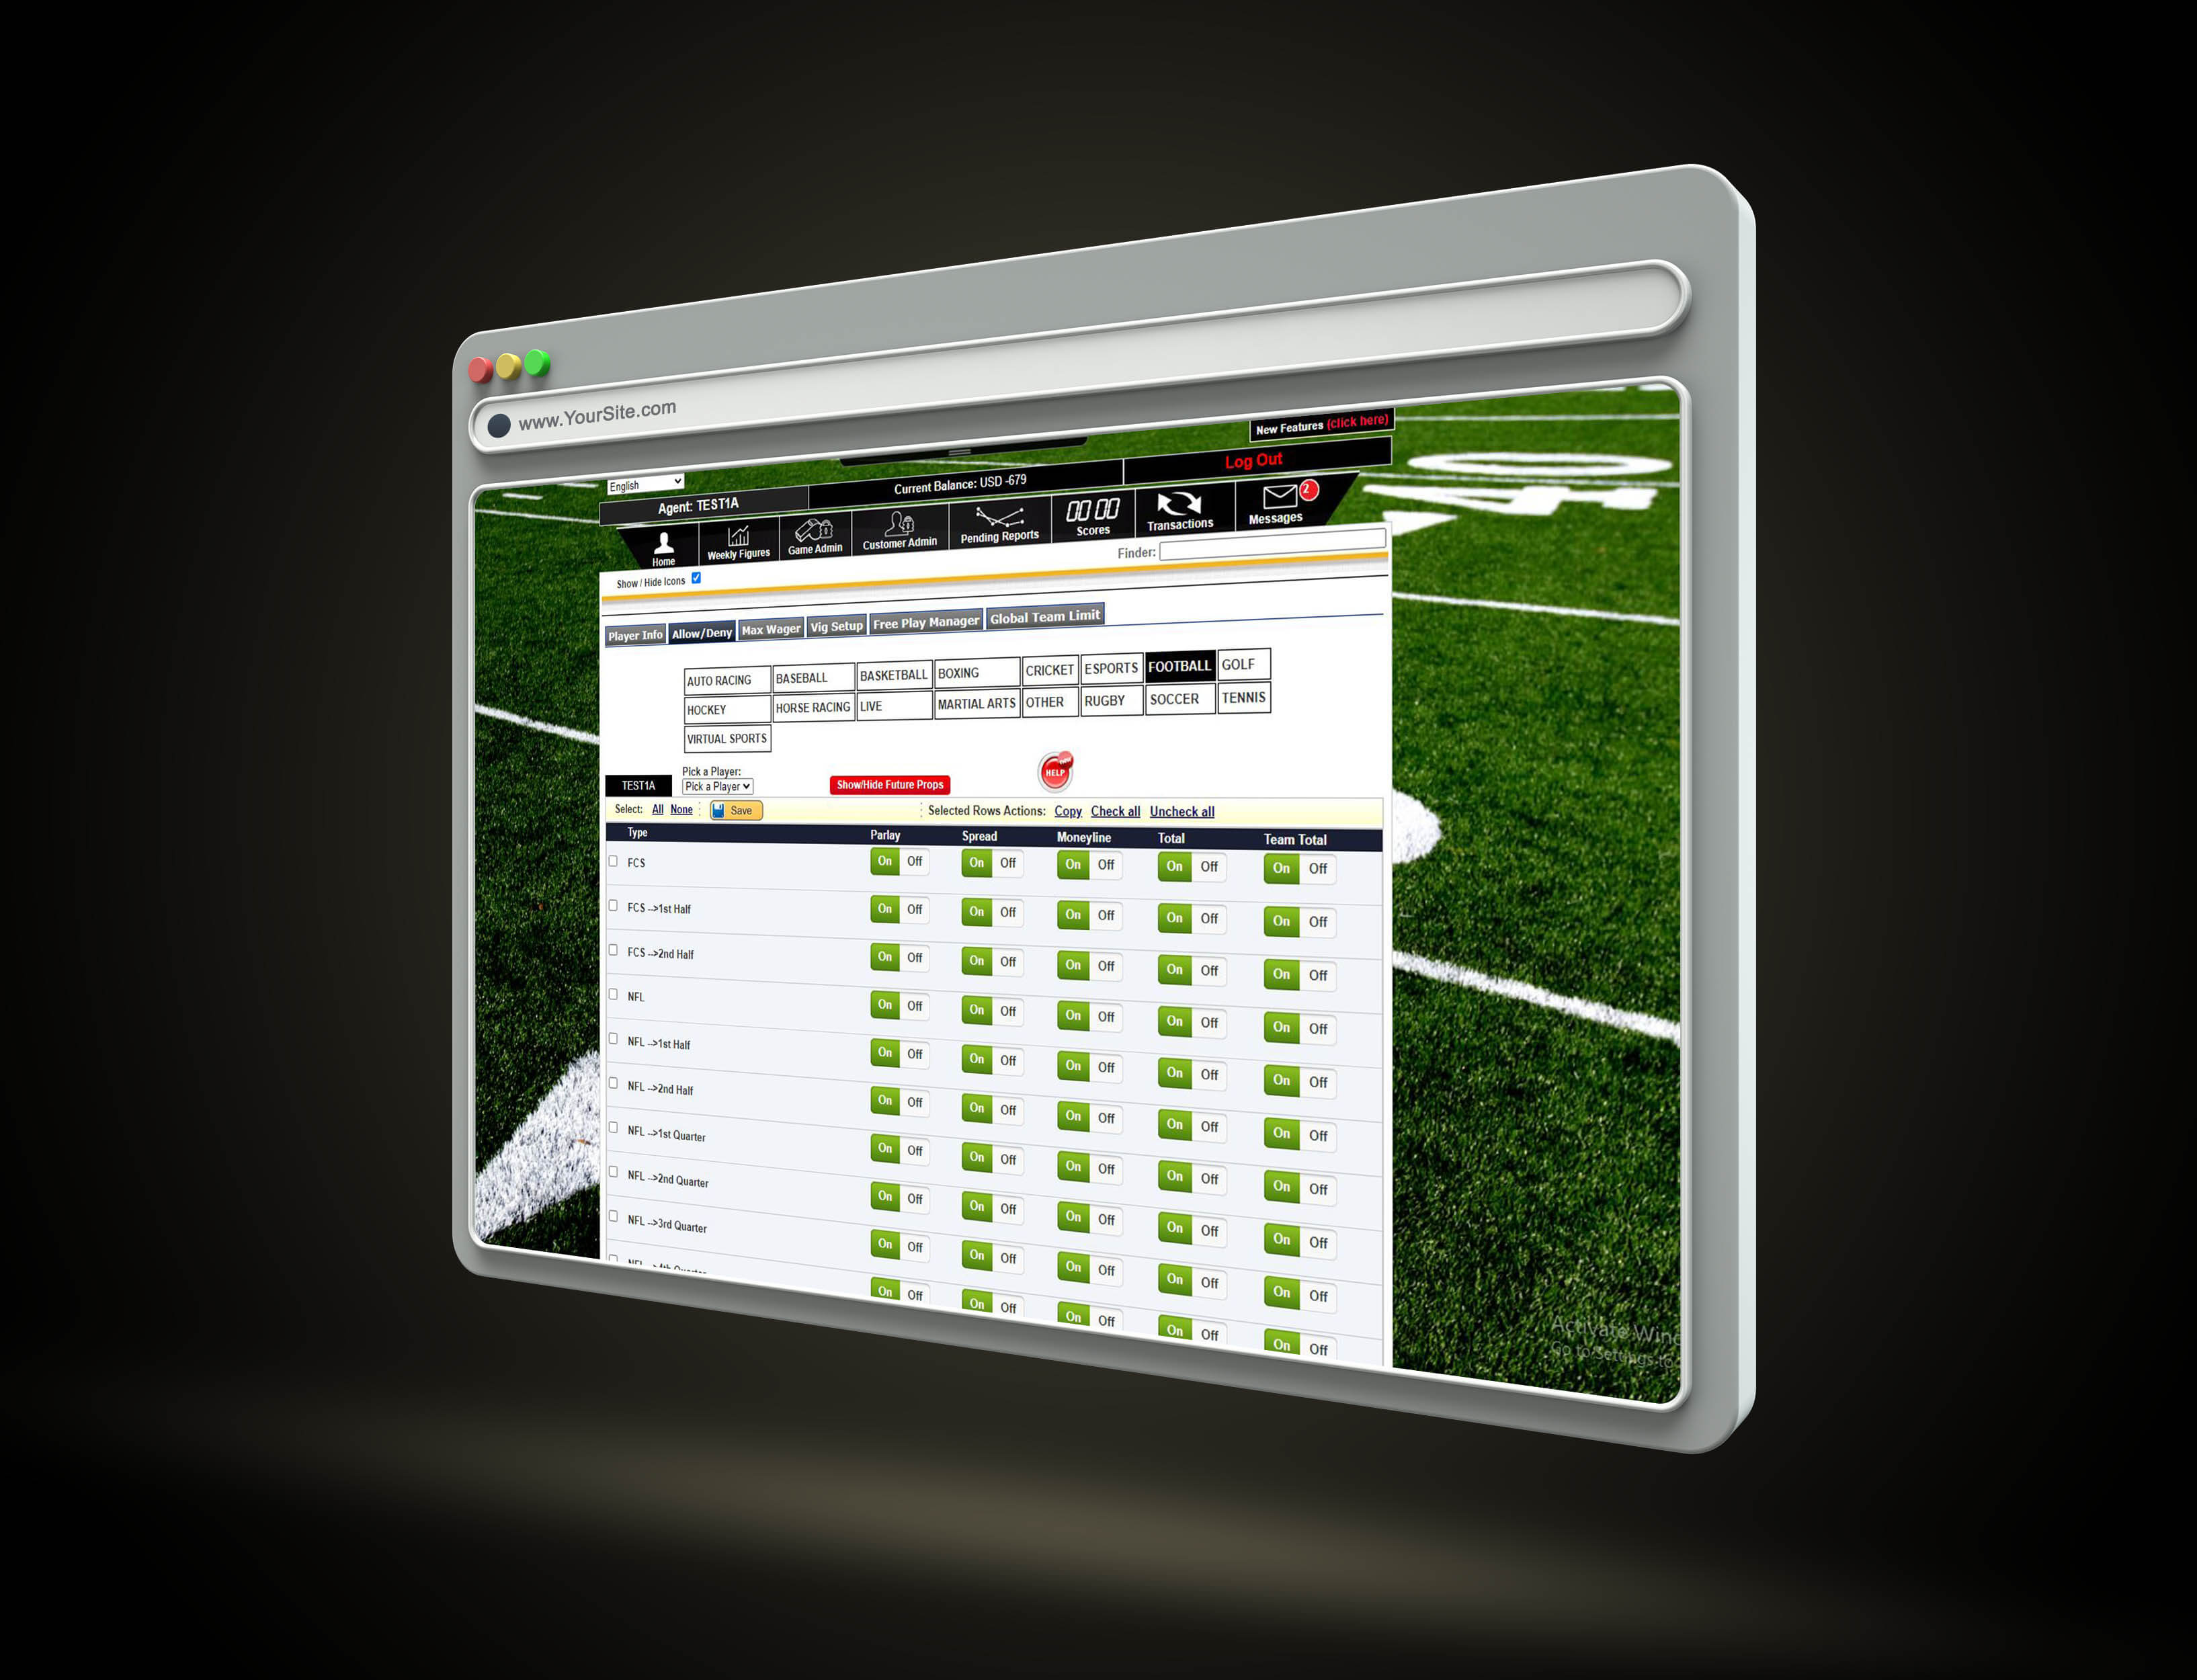 www.YourSite.com
New Features (click here)
English
Agent: TEST1A
Current Balance: USD -679
Log Out
Home
Weekly Figures
Game Admin
Customer Admin
Pending Reports
00 00
Scores
Transactions
2
Messages
Show / Hide Icons
Finder:
Player Info Allow/Deny Max Wager Vig Setup Free Play Manager Global Team Limit
AUTO RACING BASEBALL BASKETBALL BOXING CRICKET ESPORTS FOOTBALL GOLF
HOCKEY HORSE RACING LIVE MARTIAL ARTS OTHER RUGBY SOCCER TENNIS
VIRTUAL SPORTS
Pick a Player:
TEST1A Pick a Player Show/Hide Future Props HELP
Select: All None Save Selected Rows Actions: Copy Check all Uncheck all
Type Parlay Spread Moneyline Total Team Total
FCS On Off On Off On Off On Off On Off
FCS -->1st Half On Off On Off On Off On Off On Off
FCS -->2nd Half On Off On Off On Off On Off On Off
NFL On Off On Off On Off On Off On Off
NFL -->1st Half On Off On Off On Off On Off On Off
NFL -->2nd Half On Off On Off On Off On Off On Off
NFL -->1st Quarter On Off On Off On Off On Off On Off
NFL -->2nd Quarter On Off On Off On Off On Off On Off
NFL -->3rd Quarter On Off On Off On Off On Off On Off
NFL -->4th Quarter On Off On Off On Off On Off On Off
Activate Wind
Go to Settings to